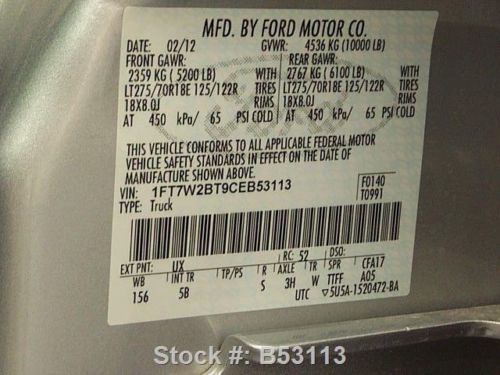 MFD. BY FORD MOTOR CO.
DATE: 02/12 GVWR: 4536 KG (10000 LB)
FRONT GAWR: REAR GAWR:
2359 KG ( 5200 LB) WITH 2767 KG ( 6100 LB) WITH
LT275/70R18E 125/122R TIRES LT275/70R18E 125/122R TIRES
18X8.0J RIMS 18X8.0J RIMS
AT 450 kPa/ 65 PSI COLD AT 450 kPa/ 65 PSI COLD
Ford
THIS VEHICLE CONFORMS TO ALL APPLICABLE FEDERAL MOTOR
VEHICLE SAFETY STANDARDS IN EFFECT ON THE DATE OF
MANUFACTURE SHOWN ABOVE.
VIN: 1FT7W2BT9CEB53113 F0140
TYPE: Truck T0991
EXT PNT: UX RC: 52 DSO:
WB INT TR TP/PS R AXLE TR SPR CFA17
156 5B S 3H W TTFF A05
UTC ▽5U5A-1520472-BA
Stock #: B53113